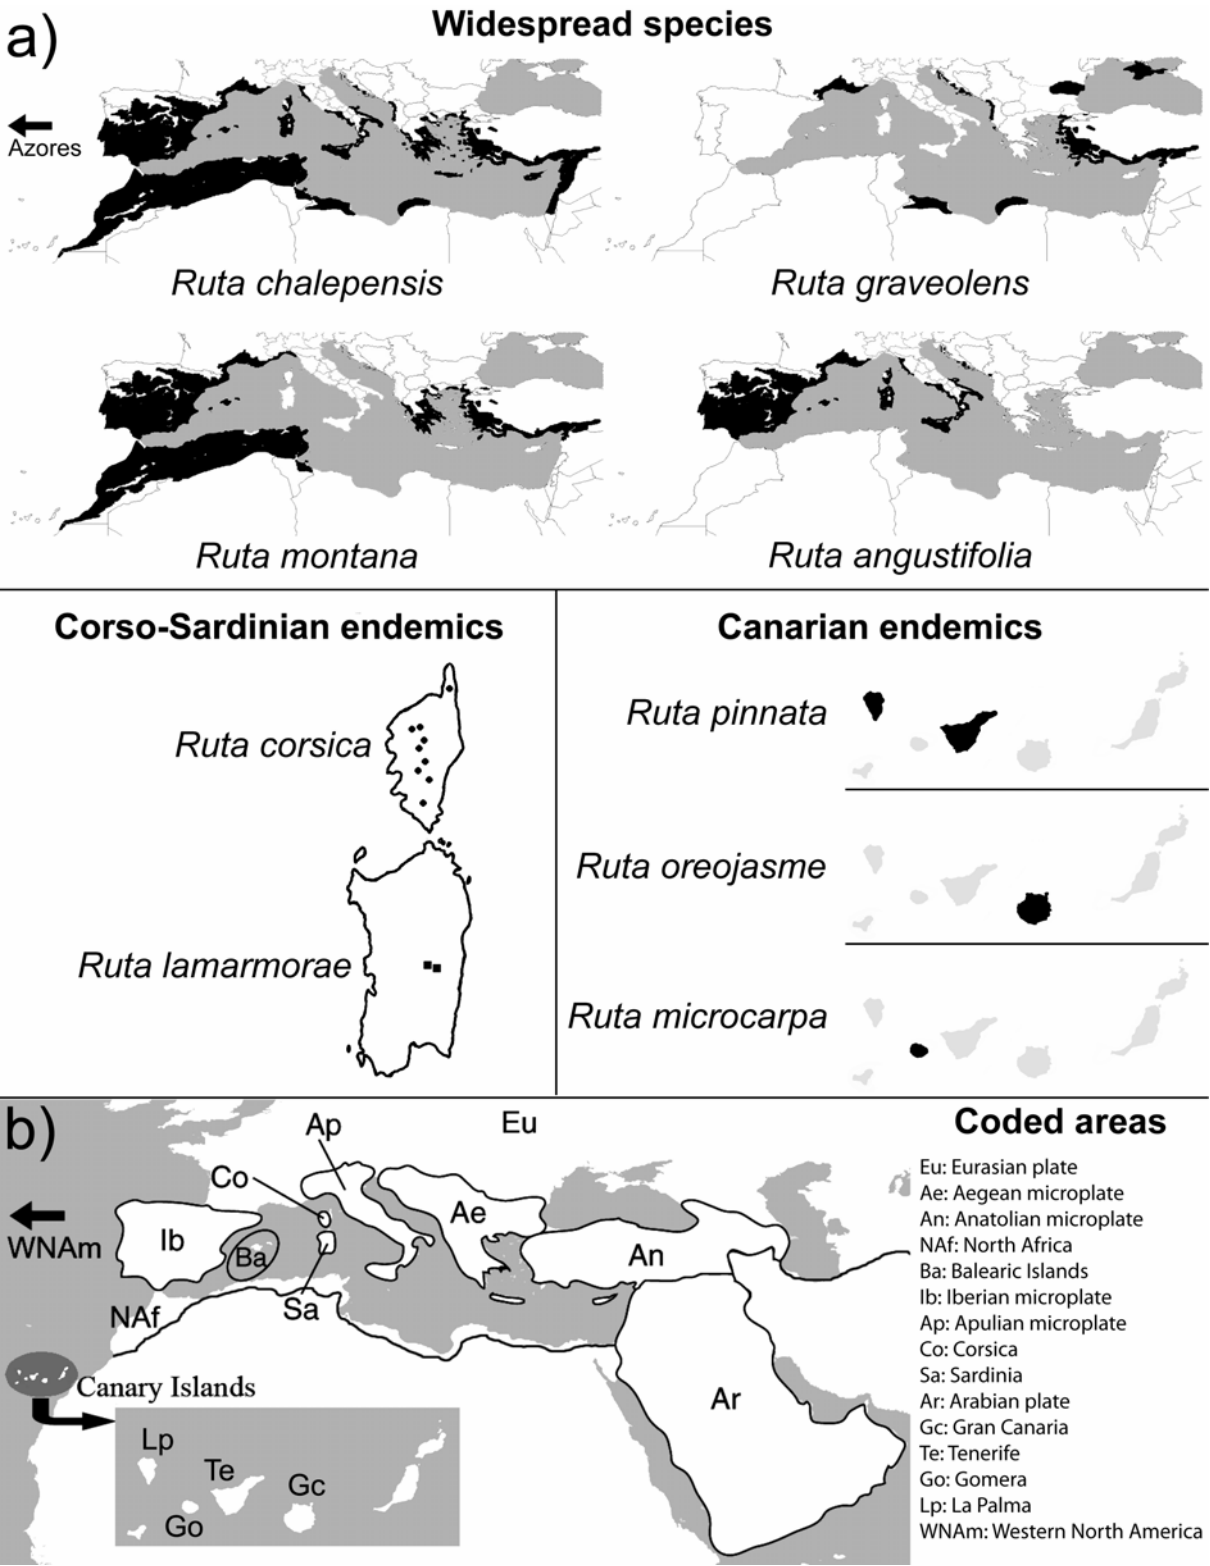 a)
Widespread species
Azores
Ruta chalepensis
Ruta graveolens
Ruta montana
Ruta angustifolia
Corso-Sardinian endemics
Ruta corsica
Ruta lamarmorae
Canarian endemics
Ruta pinnata
Ruta oreojasme
Ruta microcarpa
b)
Ap
Eu
Co
Ae
WNAm
Ib
Ba
An
NAf
Sa
Ar
Canary Islands
Lp
Te
Gc
Go
Coded areas
Eu: Eurasian plate
Ae: Aegean microplate
An: Anatolian microplate
NAf: North Africa
Ba: Balearic Islands
Ib: Iberian microplate
Ap: Apulian microplate
Co: Corsica
Sa: Sardinia
Ar: Arabian plate
Gc: Gran Canaria
Te: Tenerife
Go: Gomera
Lp: La Palma
WNAm: Western North America